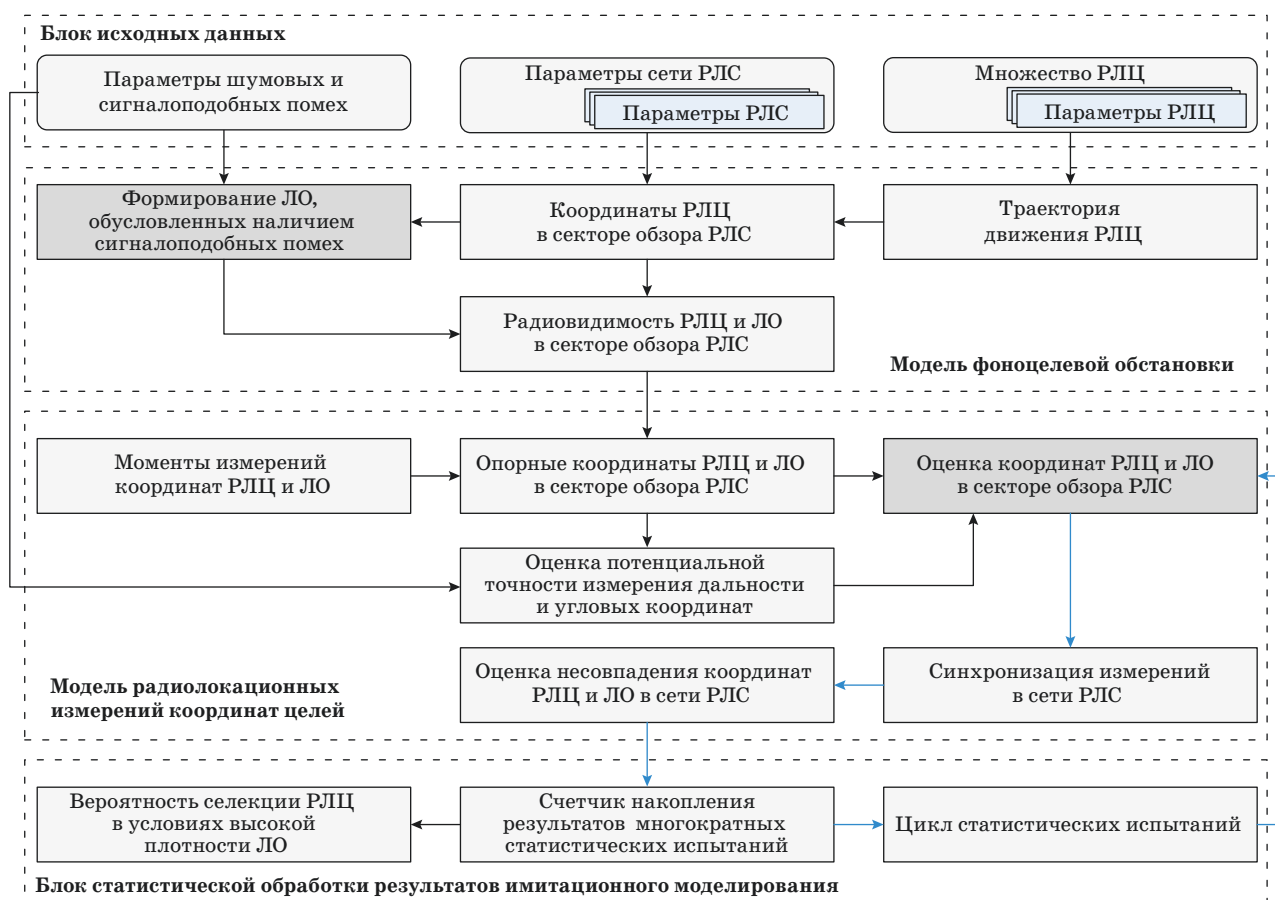 Блок исходных данных
Параметры шумовых и
сигналоподобных помех
Параметры сети РЛС
Параметры РЛС
Множество РЛЦ
Параметры РЛЦ
Формирование ЛО,
обусловленных наличием
сигналоподобных помех
Координаты РЛЦ
в секторе обзора РЛС
Траектория
движения РЛЦ
Радиовидимость РЛЦ и ЛО
в секторе обзора РЛС
Модель фоноцелевой обстановки
Моменты измерений
координат РЛЦ и ЛО
Опорные координаты РЛЦ и ЛО
в секторе обзора РЛС
Оценка координат РЛЦ и ЛО
в секторе обзора РЛС
Оценка потенциальной
точности измерения дальности
и угловых координат
Модель радиолокационных
измерений координат целей
Оценка несовпадения координат
РЛЦ и ЛО в сети РЛС
Синхронизация измерений
в сети РЛС
Вероятность селекции РЛЦ
в условиях высокой
плотности ЛО
Счетчик накопления
результатов многократных
статистических испытаний
Цикл статистических испытаний
Блок статистической обработки результатов имитационного моделирования